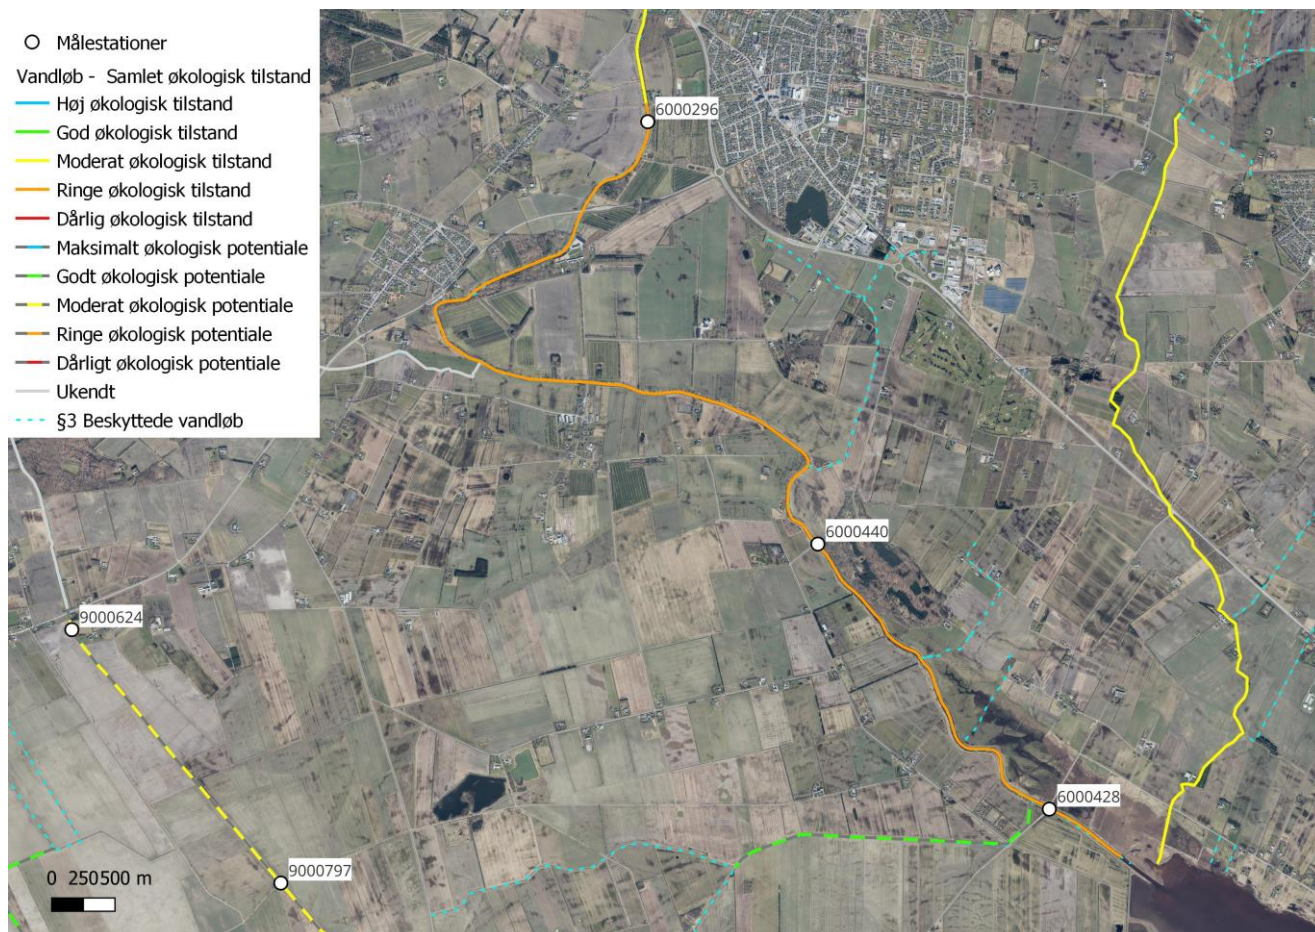 Målestationer
Vandløb - Samlet økologisk tilstand
Høj økologisk tilstand
God økologisk tilstand
Moderat økologisk tilstand
Ringe økologisk tilstand
Dårlig økologisk tilstand
Maksimalt økologisk potentiale
Godt økologisk potentiale
Moderat økologisk potentiale
Ringe økologisk potentiale
Dårligt økologisk potentiale
Ukendt
§3 Beskyttede vandløb
6000296
6000440
9000624
6000428
9000797
0 250500 m